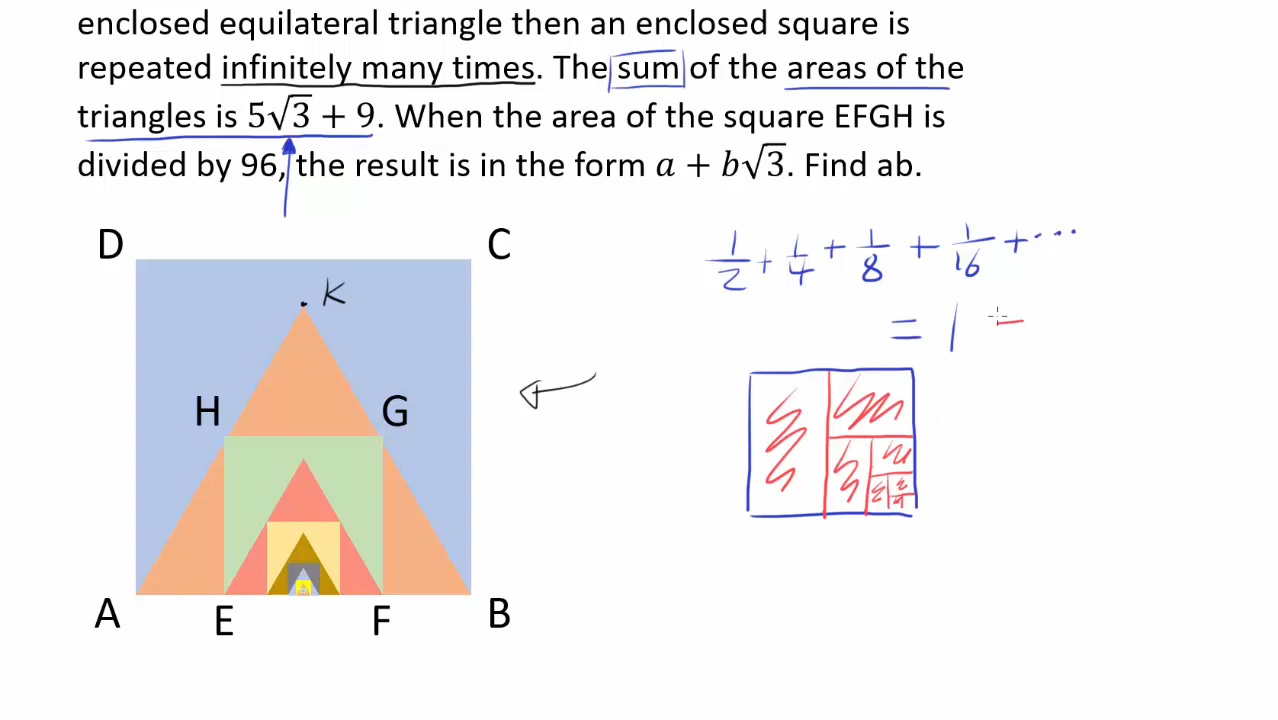 enclosed equilateral triangle then an enclosed square is
repeated infinitely many times. The sum of the areas of the
triangles is 5√3 + 9. When the area of the square EFGH is
divided by 96, the result is in the form a + b√3. Find ab.
D
C
K
H
G
A
E
F
B
1/2 + 1/4 + 1/8 + 1/16 + ...
= 1